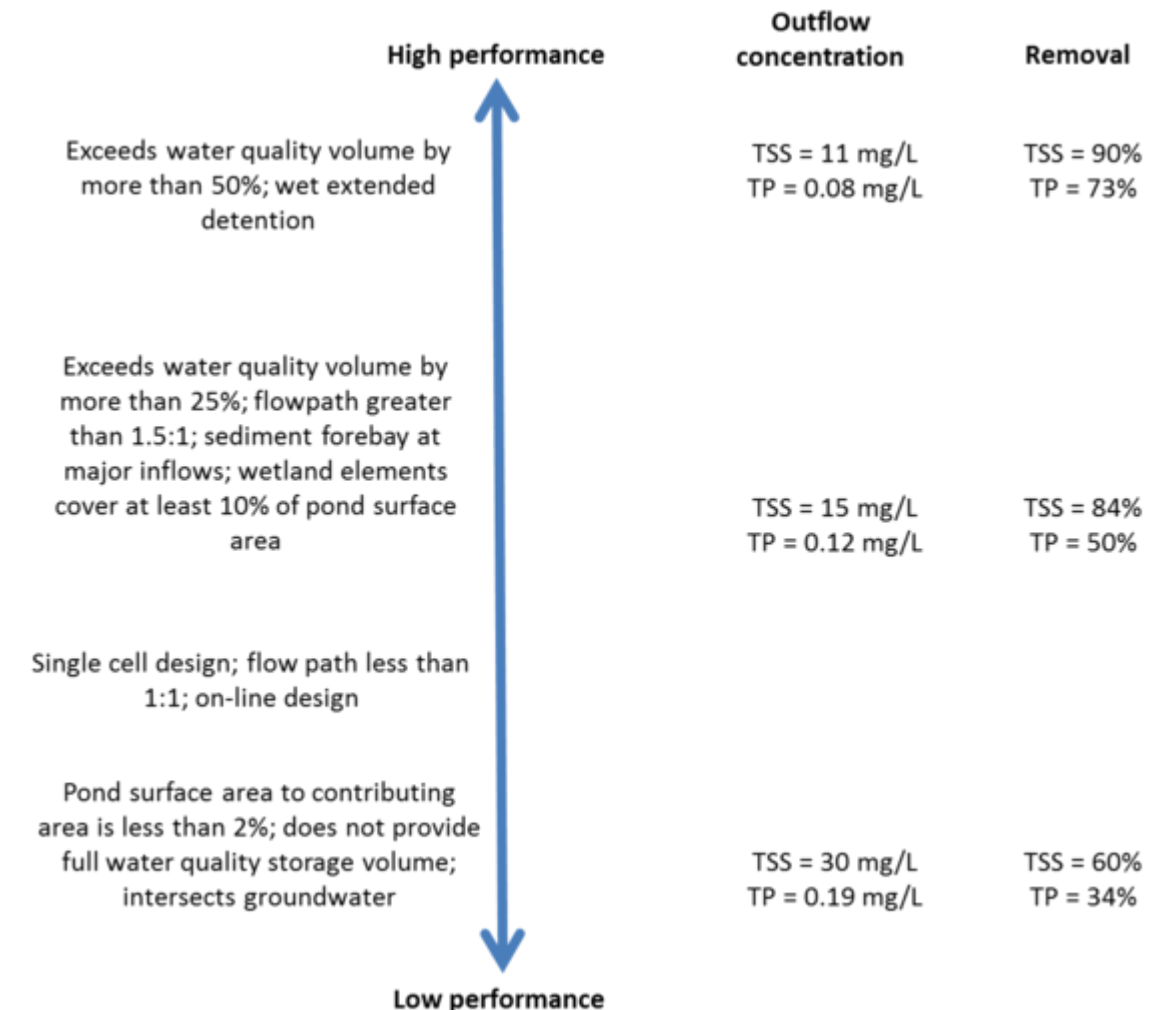 High performance
Outflow
concentration
Removal
Exceeds water quality volume by
more than 50%; wet extended
detention
TSS = 11 mg/L
TP = 0.08 mg/L
TSS = 90%
TP = 73%
Exceeds water quality volume by
more than 25%; flowpath greater
than 1.5:1; sediment forebay at
major inflows; wetland elements
cover at least 10% of pond surface
area
TSS = 15 mg/L
TP = 0.12 mg/L
TSS = 84%
TP = 50%
Single cell design; flow path less than
1:1; on-line design
Pond surface area to contributing
area is less than 2%; does not provide
full water quality storage volume;
intersects groundwater
TSS = 30 mg/L
TP = 0.19 mg/L
TSS = 60%
TP = 34%
Low performance